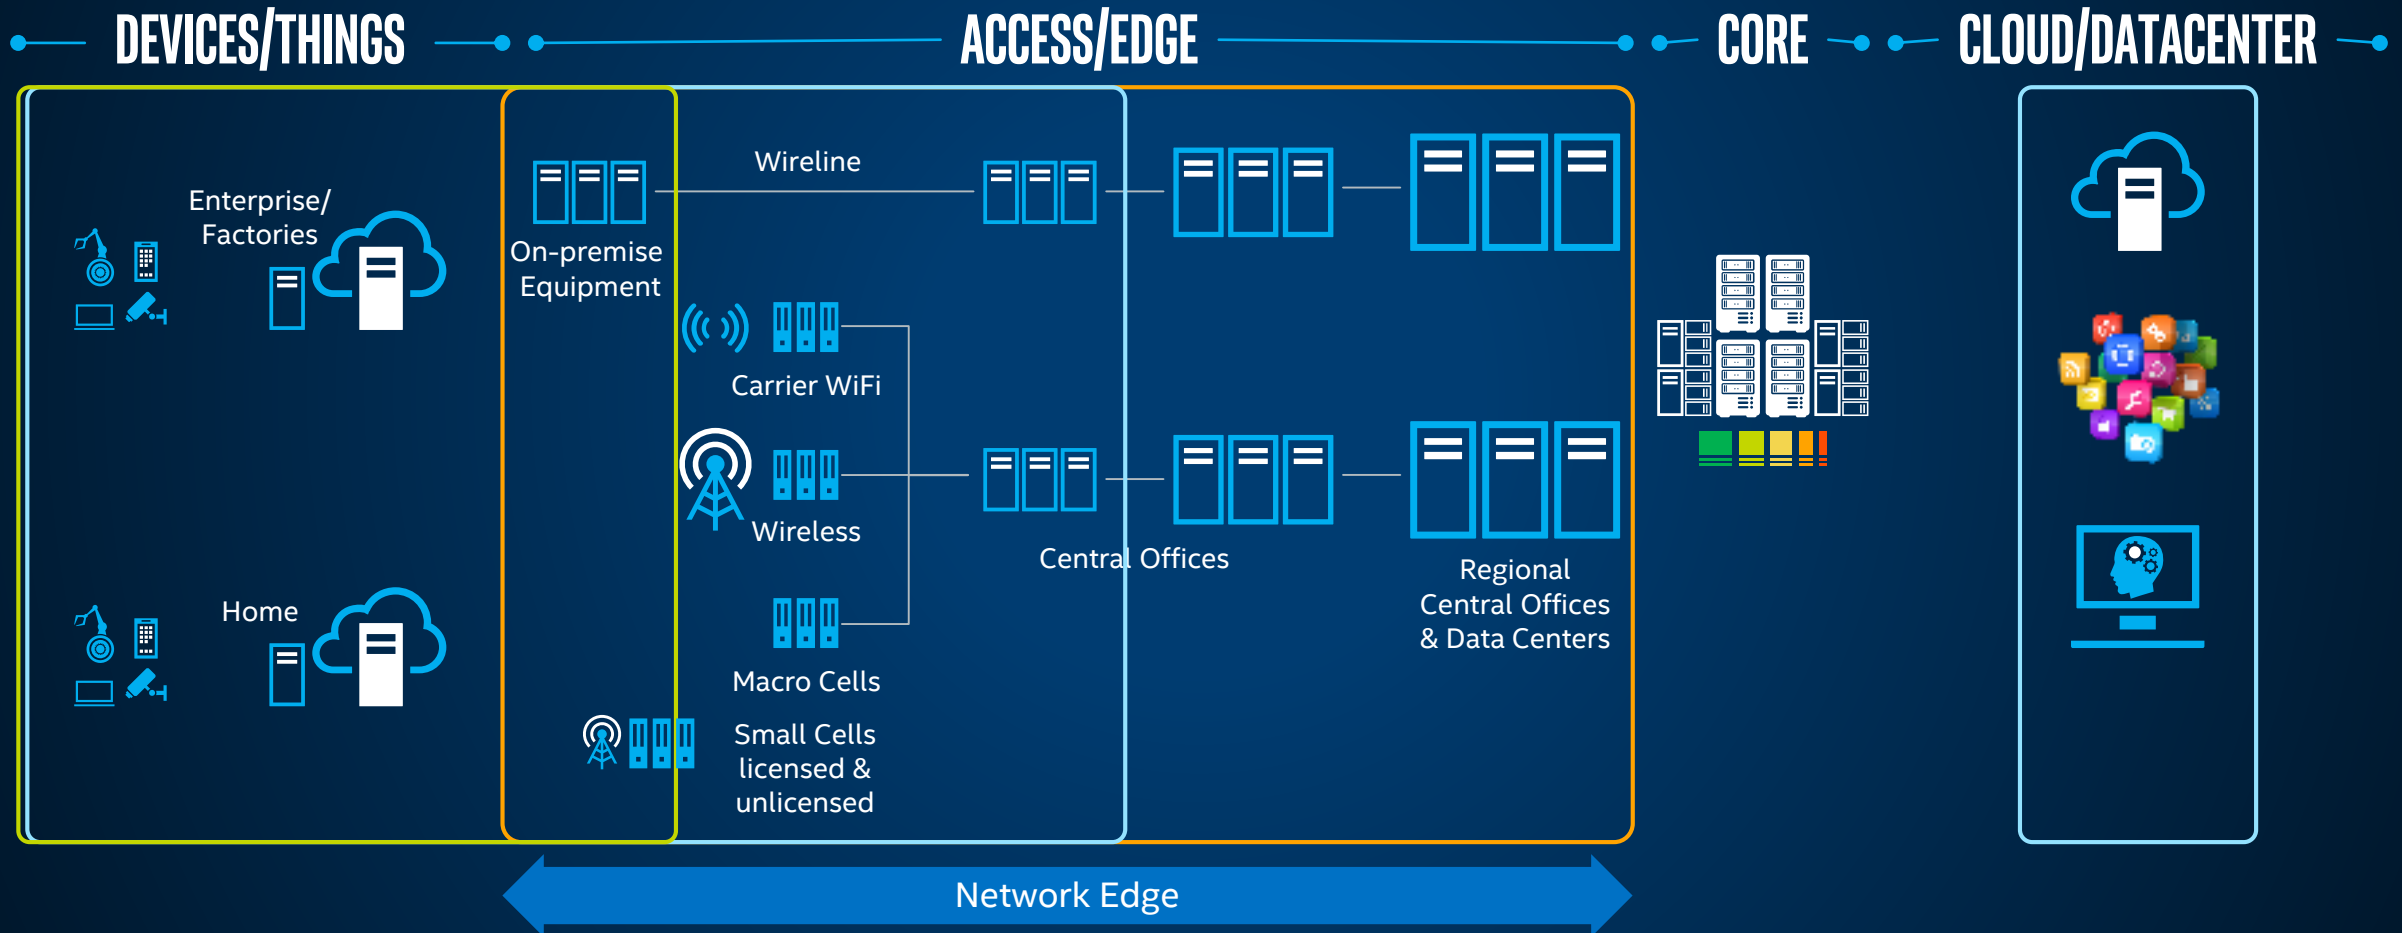 DEVICES/THINGS
ACCESS/EDGE
CORE
CLOUD/DATACENTER
Enterprise/
Factories
On-premise
Equipment
Wireline
Carrier WiFi
Wireless
Central Offices
Regional
Central Offices
& Data Centers
Home
Macro Cells
Small Cells
licensed &
unlicensed
Network Edge